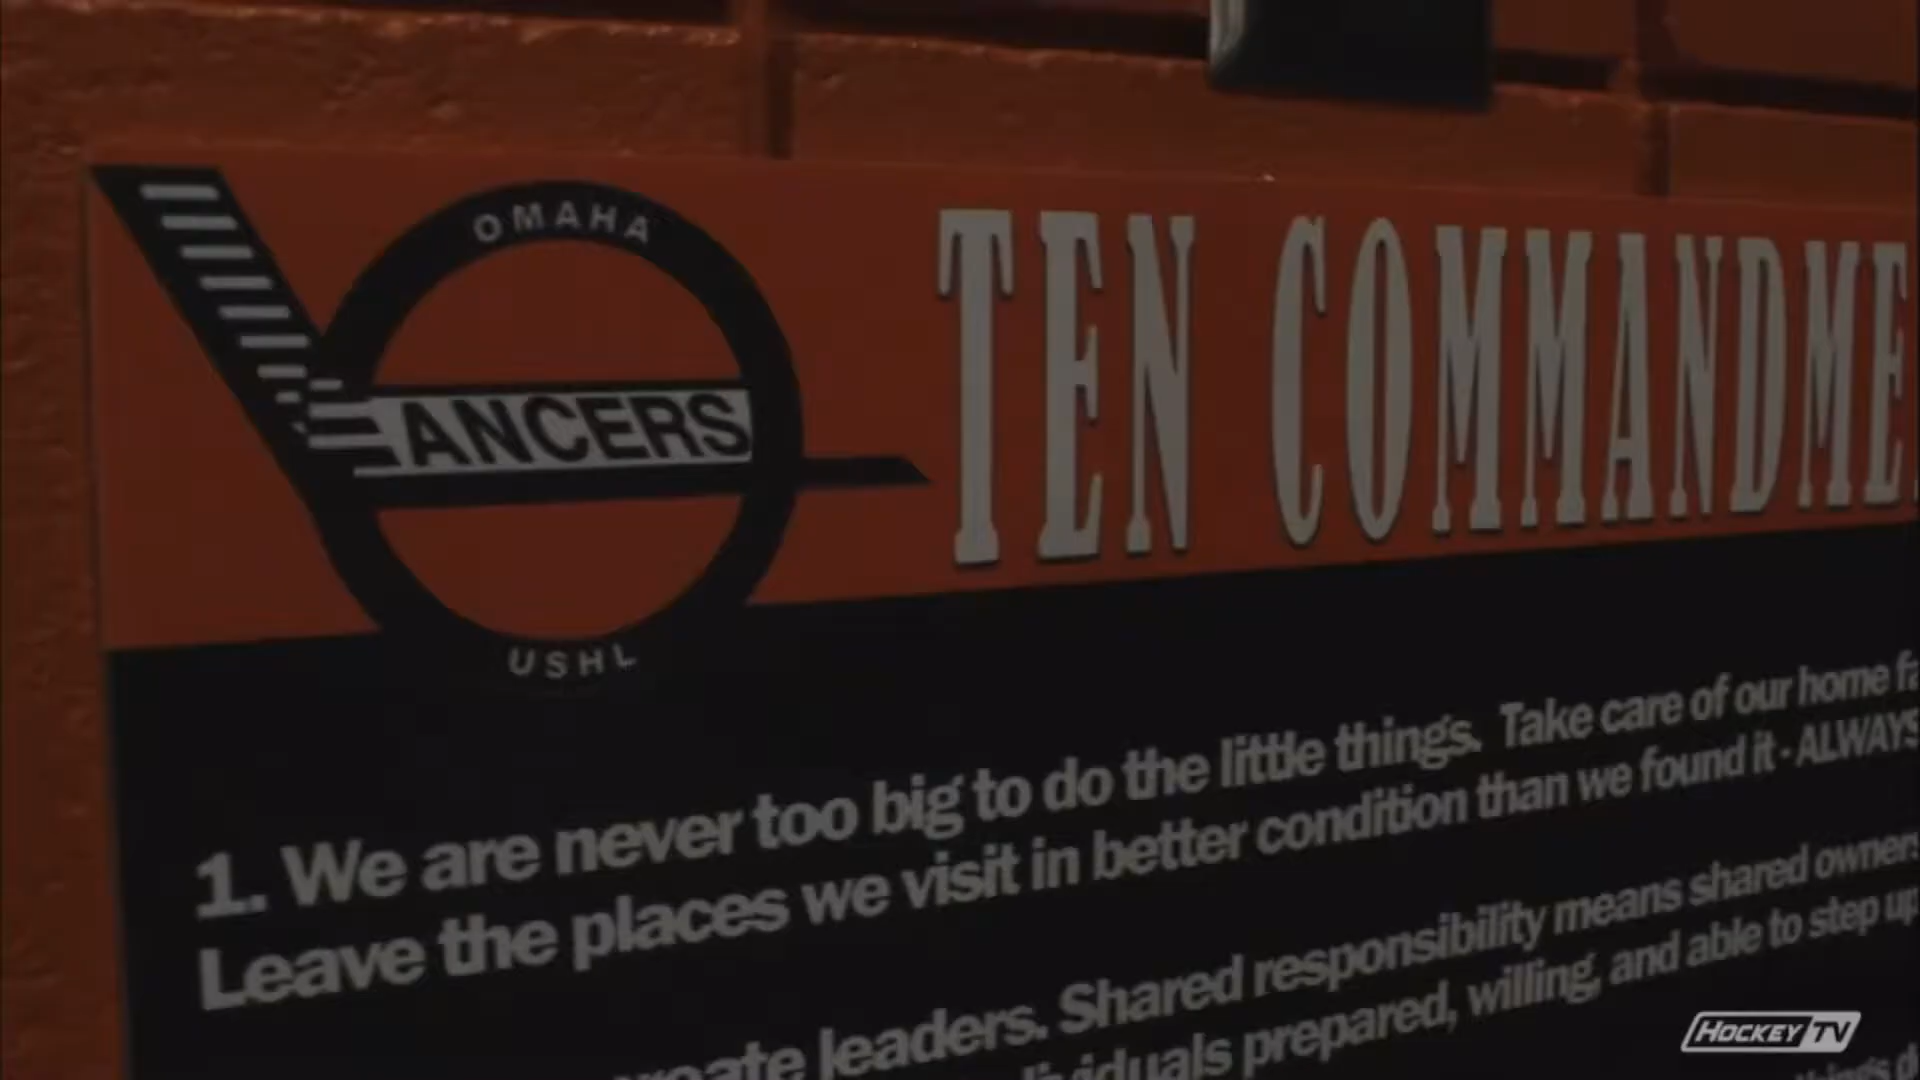 OMAHA
LANCERS
USHL
TEN
1. We are never too big to do the little things. Take care of our home
Leave the places we visit in better condition than we found it - ALWAYS
leaders. Shared responsibility means shared
prepared, willing, and able to step up
HOCKEY TV